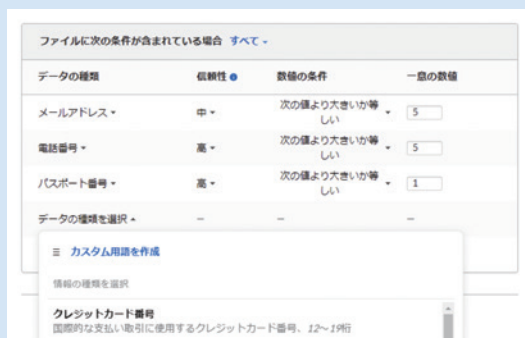 ファイルに次の条件が含まれている場合 すべて
データの種類 信頼性 数値の条件 一意の数値
メールアドレス 中 次の値より大きいか等しい 5
電話番号 高 次の値より大きいか等しい 5
パスポート番号 高 次の値より大きいか等しい 1
データの種類を選択 – – –
カスタム用語を作成
情報の種類を選択
クレジットカード番号
国際的な支払い取引に使用するクレジットカード番号、12〜19桁